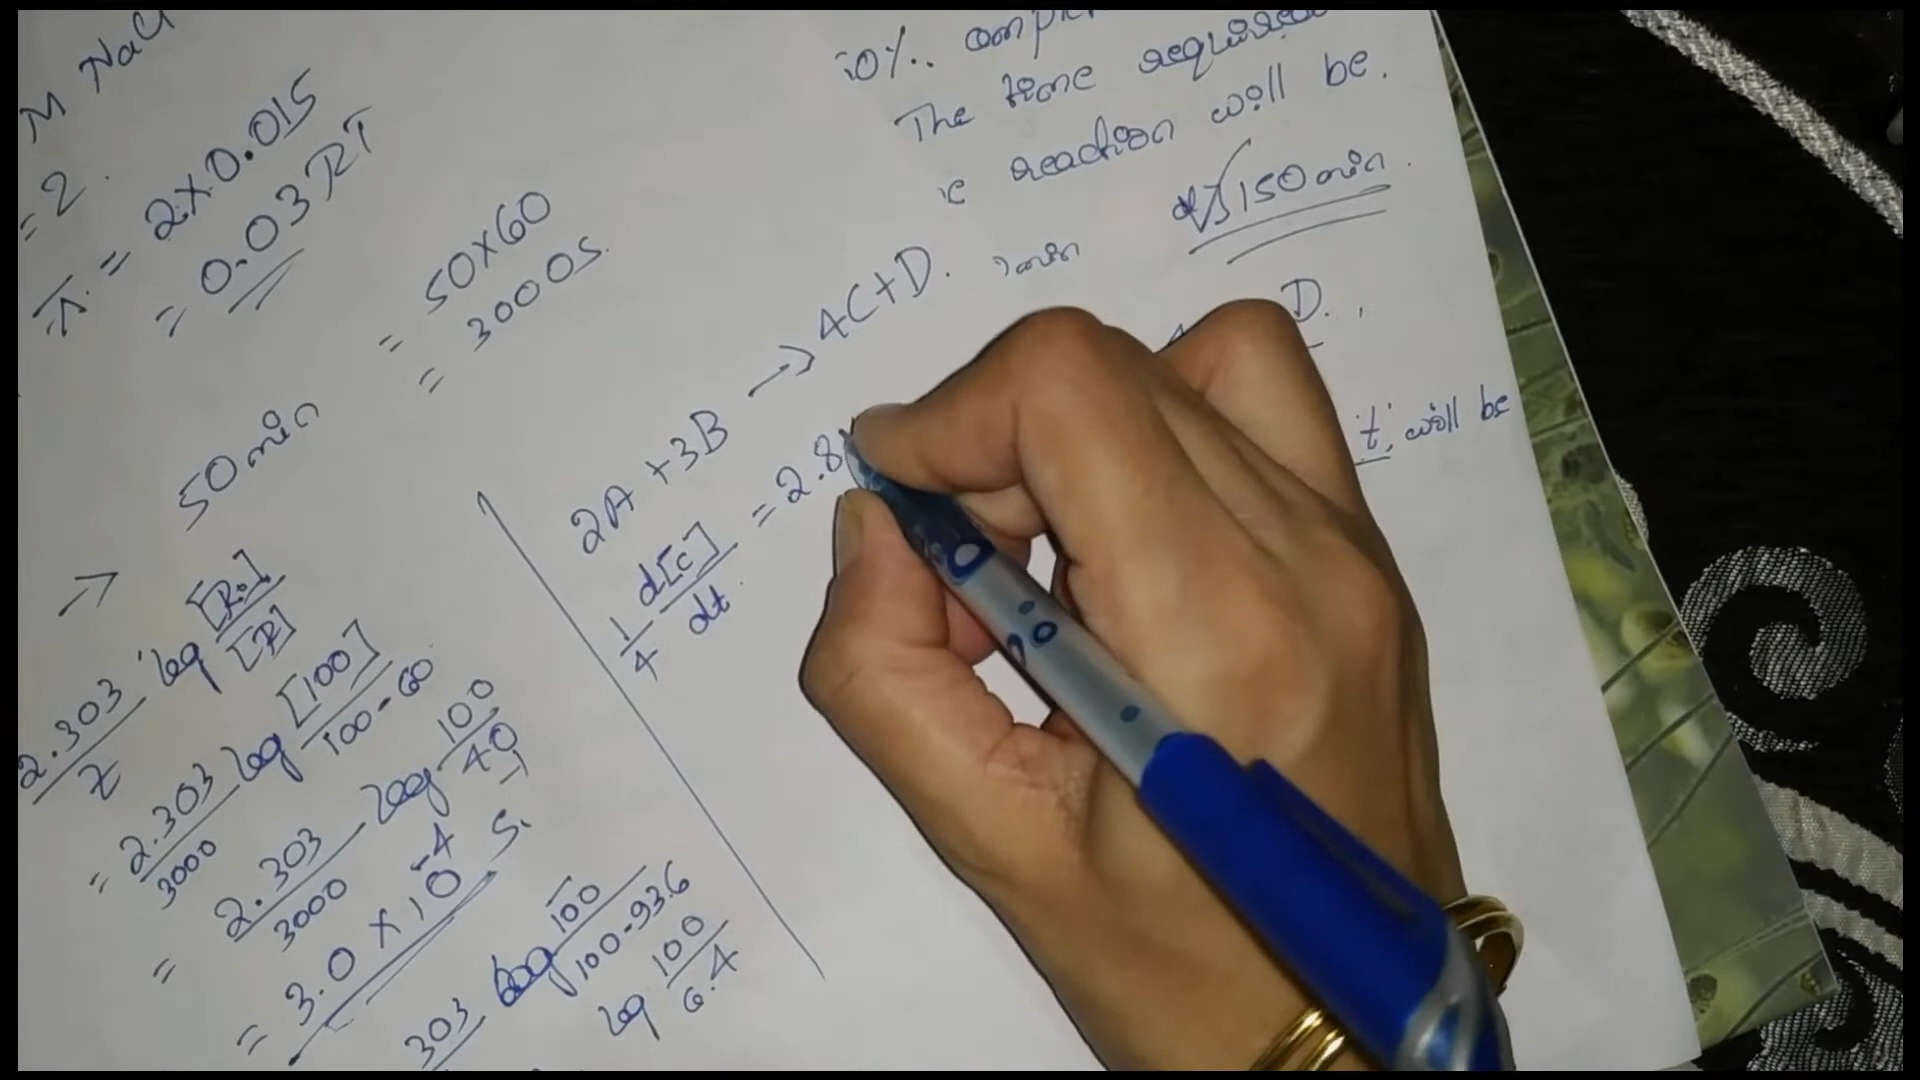 M NaCl
= 2.
π = 2×0.015
= 0.03RT
50 min
= 50×60
= 3000s.
2.303 log [R₀]
t [R]
= 2.303 log [100]
3000 100-60
= 2.303 log 100
3000 40
= 3.0 × 10⁻⁴ s⁻¹
303 log 100
100-93.6
log 100
6.4
2A + 3B → 4C+D.
1 d[C] = 2.8
4 dt
The time required
reaction will be.
150 min.
min
D.
't' will be